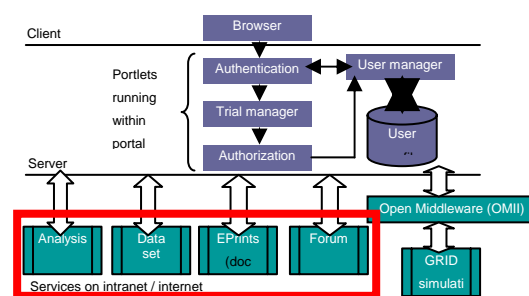 Browser
Client
Portlets
running
within
portal
Authentication
User manager
Trial manager
User
Authorization
Server
Open Middleware (OMII)
Analysis
Data
set
EPrints
(doc
Forum
GRID
simulati
Services on intranet / internet